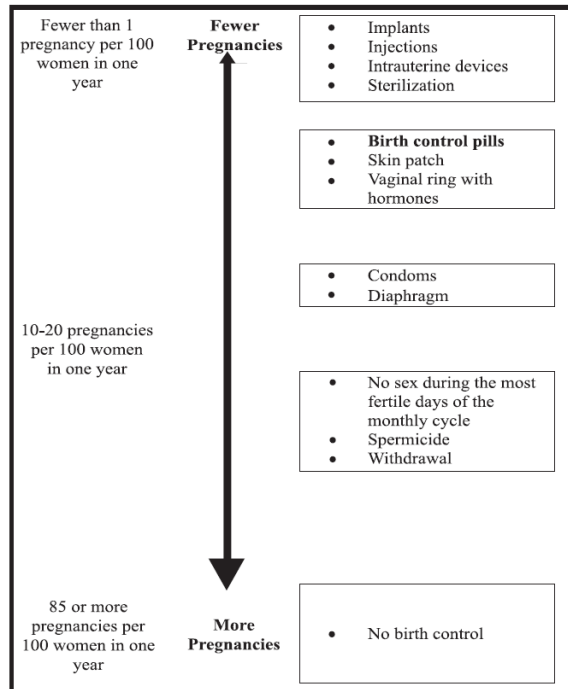 Fewer than 1
pregnancy per 100
women in one
year
Fewer
Pregnancies
• Implants
• Injections
• Intrauterine devices
• Sterilization
• Birth control pills
• Skin patch
• Vaginal ring with
hormones
• Condoms
• Diaphragm
10-20 pregnancies
per 100 women
in one year
• No sex during the most
fertile days of the
monthly cycle
• Spermicide
• Withdrawal
85 or more
pregnancies per
100 women in one
year
More
Pregnancies
• No birth control